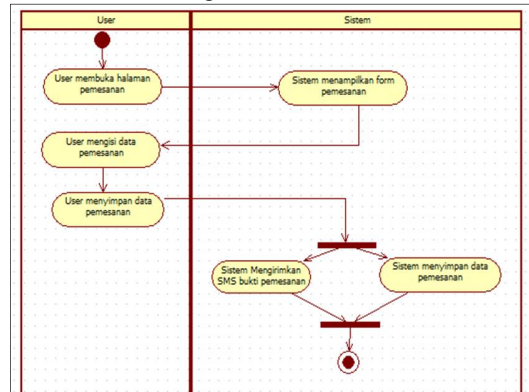 User
Sistem
User membuka halaman
pemesanan
Sistem menampilkan form
pemesanan
User mengisi data
pemesanan
User menyimpan data
pemesanan
Sistem Mengirimkan
SMS bukti pemesanan
Sistem menyimpan data
pemesanan